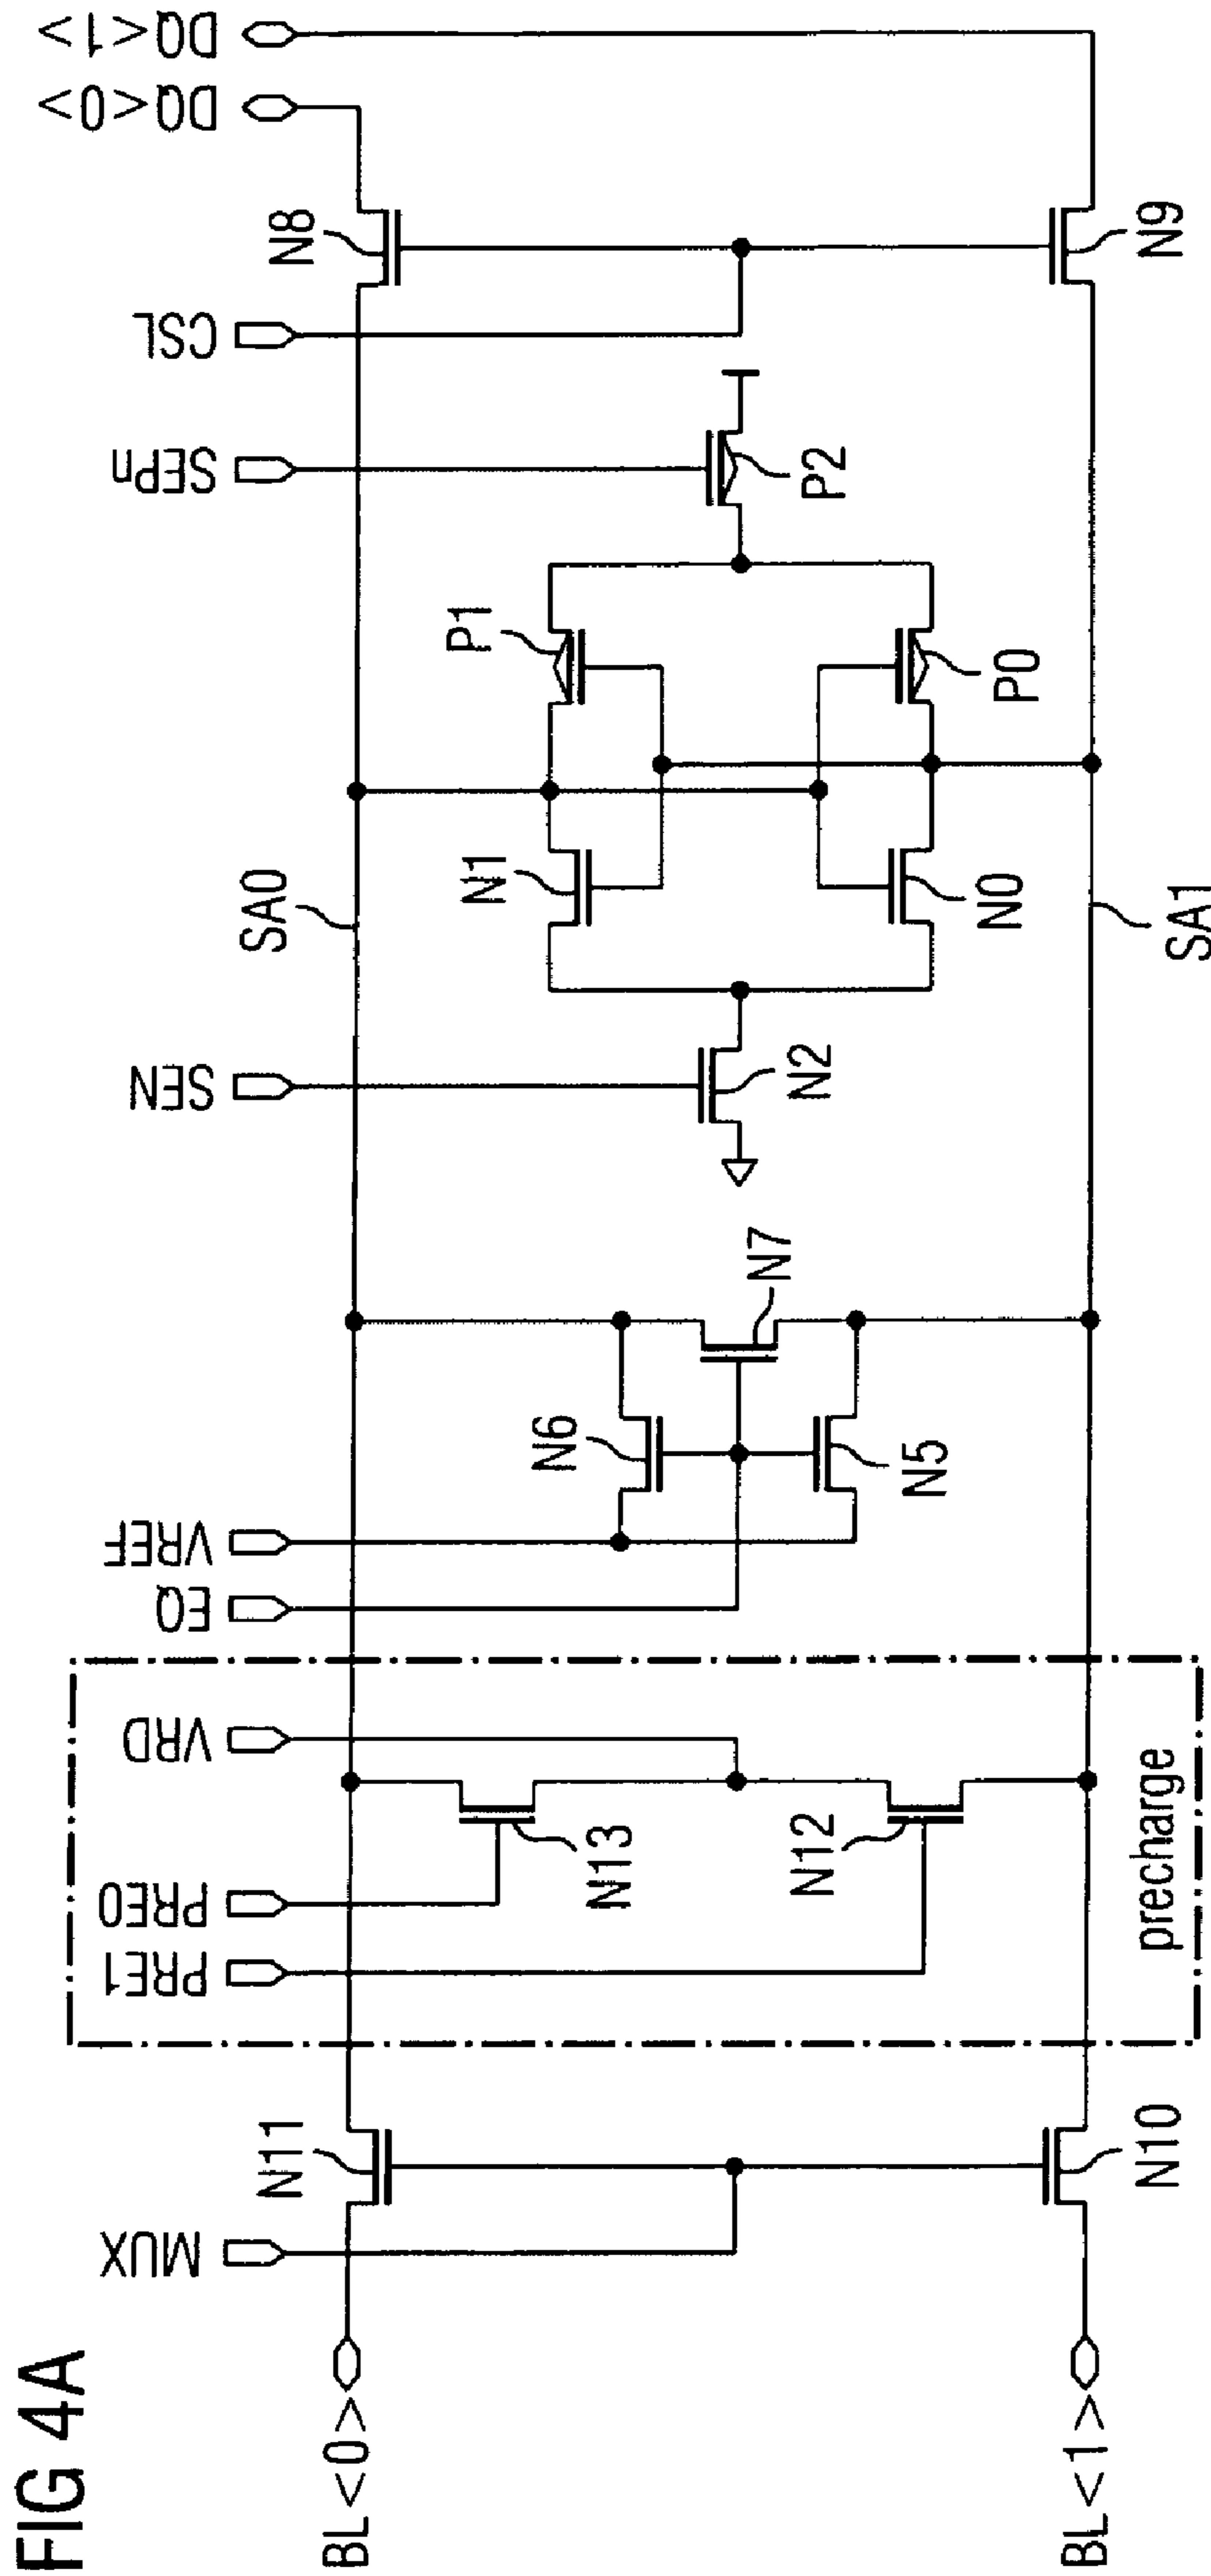 FIG 4A
BL <0>
BL <1>
MUX
N11
N10
PRE1
PRE0
VRD
N13
N12
precharge
EQ
VREF
N6
N5
N7
SEN
N2
SA0
SA1
N1
N0
P1
P0
SEPn
P2
CSL
N8
N9
DQ<0>
DQ<1>